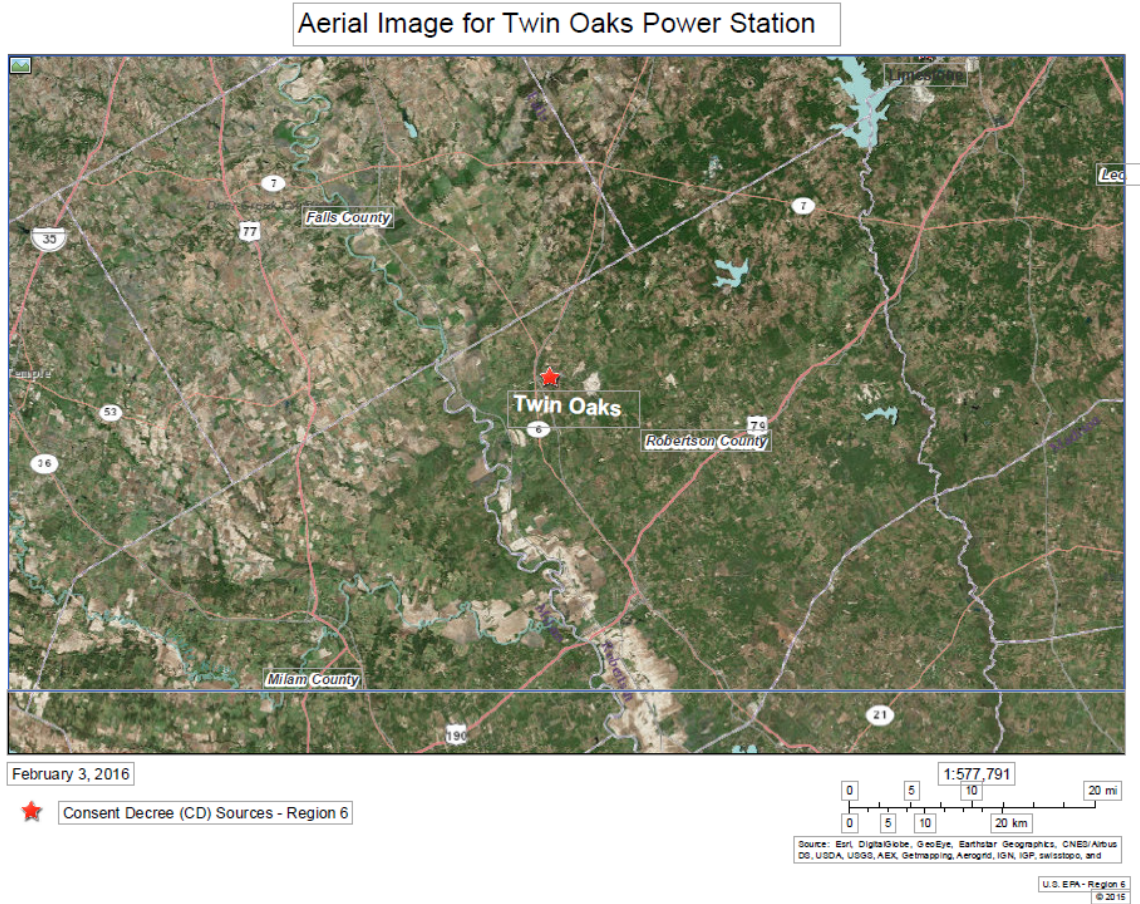 Aerial Image for Twin Oaks Power Station
Limestone
7
7
Falls County
77
35
Temple
Twin Oaks
53
6
79
Robertson County
36
Milam County
21
190
February 3, 2016
1:577,791
0 5 10 20 mi
0 5 10 20 km
Consent Decree (CD) Sources - Region 6
Source: Esri, DigitalGlobe, GeoEye, Earthstar Geographics, CNES/Airbus
DS, USDA, USGS, AEX, Getmapping, Aerogrid, IGN, IGP, swisstopo, and
U.S. EPA - Region 6
© 2015